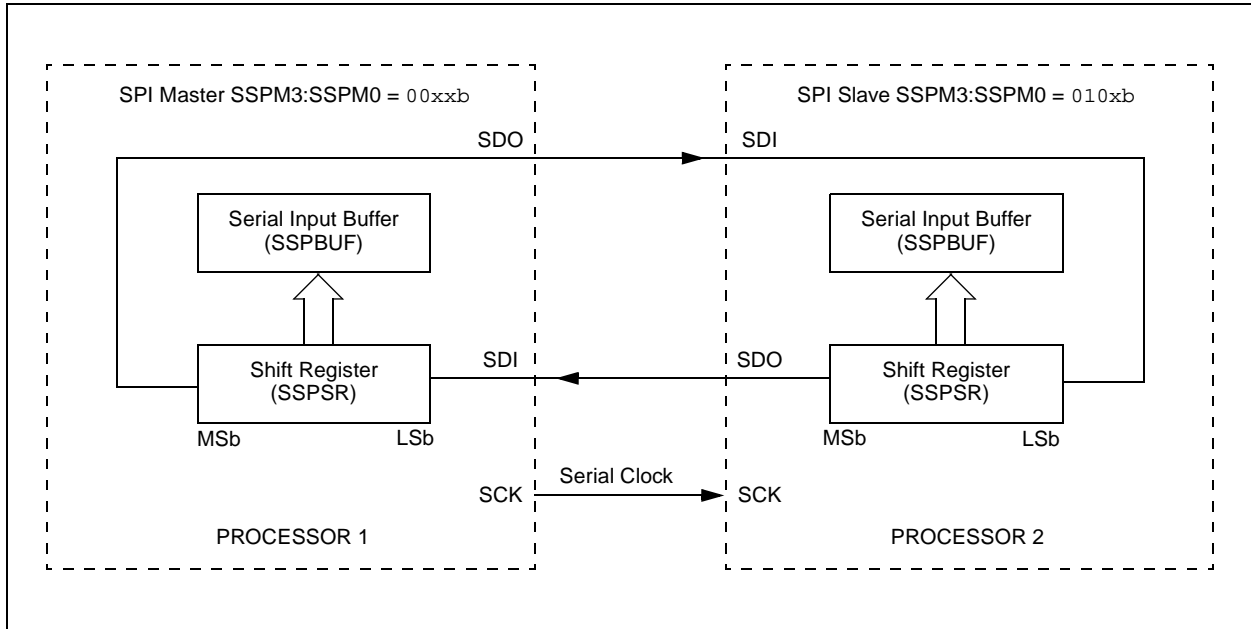 SPI Master SSPM3:SSPM0 = 00xxb
SPI Slave SSPM3:SSPM0 = 010xb
SDO
SDI
Serial Input Buffer
(SSPBUF)
Serial Input Buffer
(SSPBUF)
SDI
SDO
Shift Register
(SSPSR)
Shift Register
(SSPSR)
MSb
LSb
MSb
LSb
Serial Clock
SCK
SCK
PROCESSOR 1
PROCESSOR 2